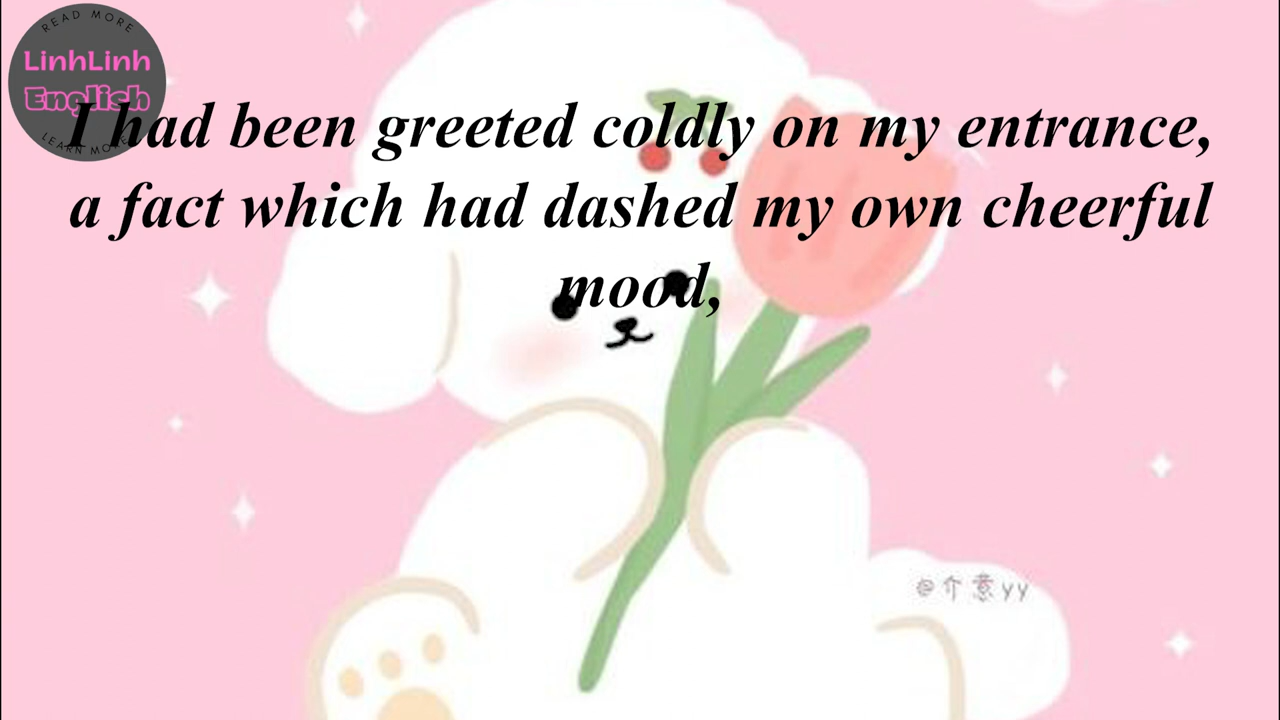 READ MORE
LinhLinh
English
LEARN MORE
I had been greeted coldly on my entrance,
a fact which had dashed my own cheerful
mood,
@介意yy